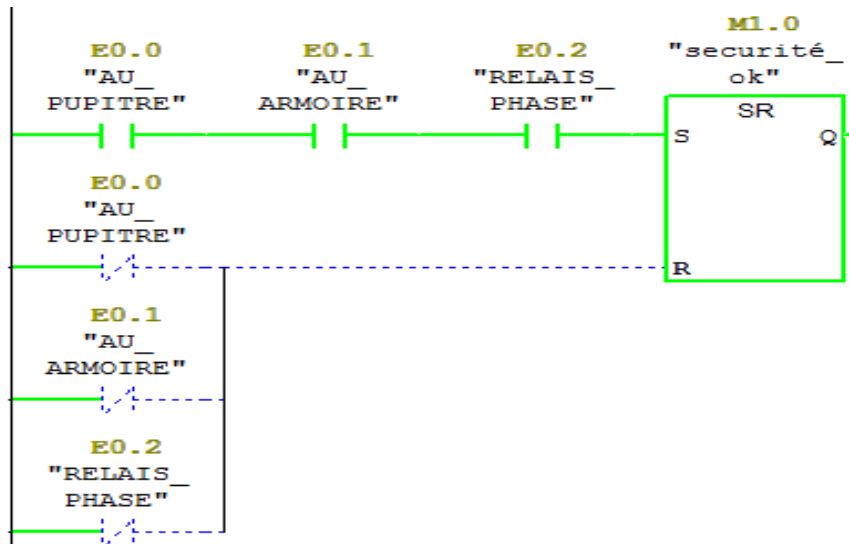 M1.0
E0.0 E0.1 E0.2 "securité_
"AU_ "AU_ "RELAIS_ ok"
PUPITRE" ARMOIRE" PHASE" SR
S Q
E0.0
"AU_
PUPITRE"
R
E0.1
"AU_
ARMOIRE"
E0.2
"RELAIS_
PHASE"